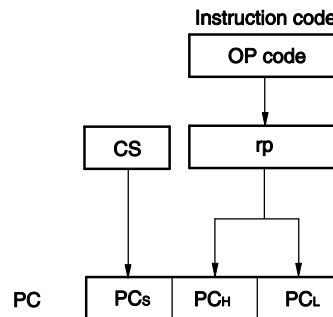 Instruction code
OP code
CS
rp
PC
PCS
PCH
PCL